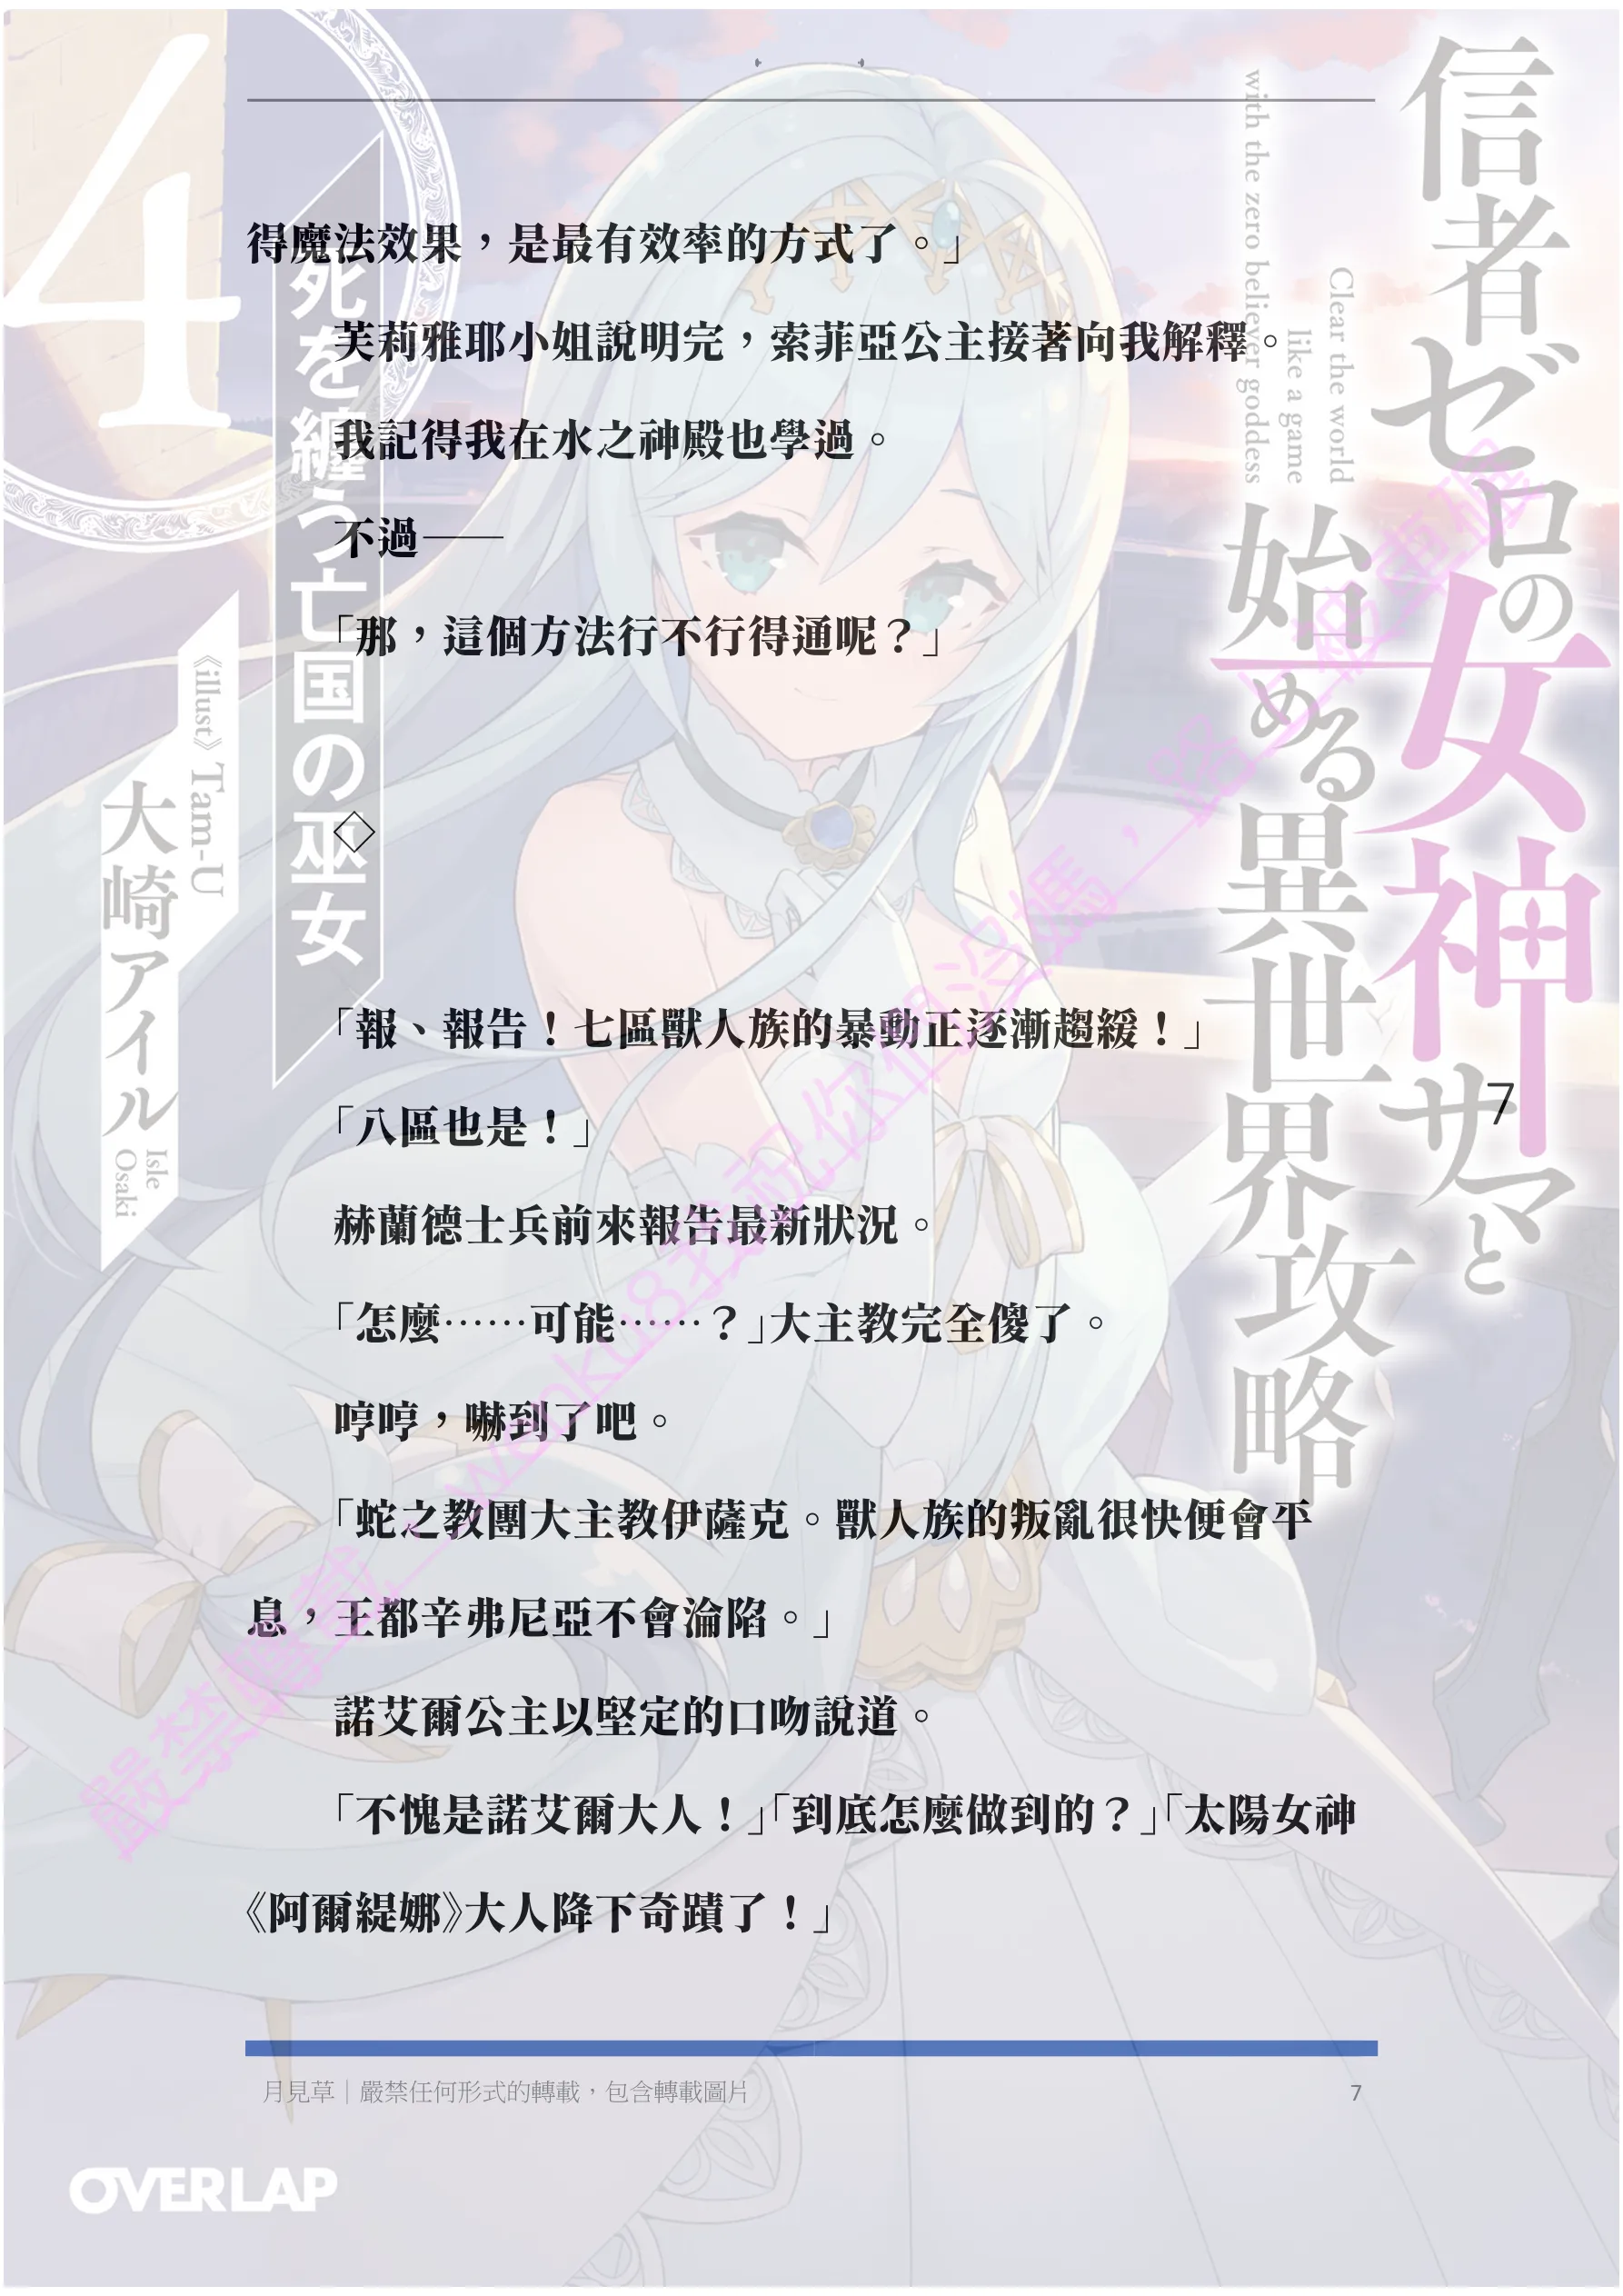 得魔法效果，是最有效率的方式了。」
芙莉雅耶小姐說明完，索菲亞公主接著向我解釋。
我記得我在水之神殿也學過。
不過——
「那，這個方法行不行得通呢？」
◇
「報、報告！七區獸人族的暴動正逐漸趨緩！」
「八區也是！」
赫蘭德士兵前來報告最新狀況。
「怎麼……可能……？」大主教完全傻了。
哼哼，嚇到了吧。
「蛇之教團大主教伊薩克。獸人族的叛亂很快便會平
息，王都辛弗尼亞不會淪陷。」
諾艾爾公主以堅定的口吻說道。
「不愧是諾艾爾大人！」「到底怎麼做到的？」「太陽女神
《阿爾緹娜》大人降下奇蹟了！」
月見草｜嚴禁任何形式的轉載，包含轉載圖片
7
7
信者ゼロの女神サマと
始める異世界攻略
Clear the world
like a game
with the zero believer goddess
4
死を纏う亡国の巫女
《illust》Tam-U
大崎アイル
Isle
Osaki
OVERLAP